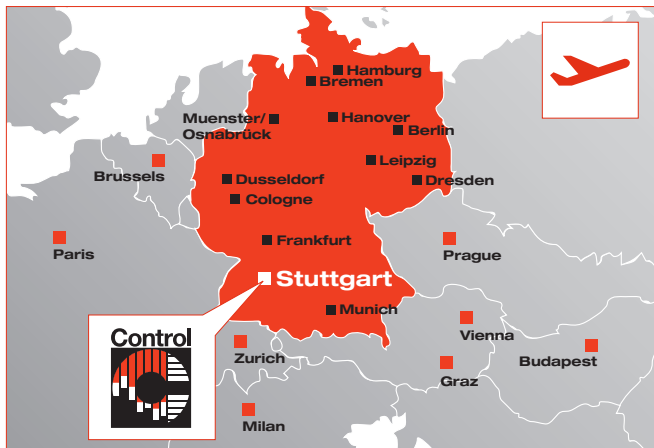 Hamburg
Bremen
Muenster/
Osnabrück
Hanover
Berlin
Brussels
Leipzig
Dusseldorf
Dresden
Cologne
Paris
Frankfurt
Prague
Stuttgart
Munich
Control
Vienna
Zurich
Budapest
Graz
Milan